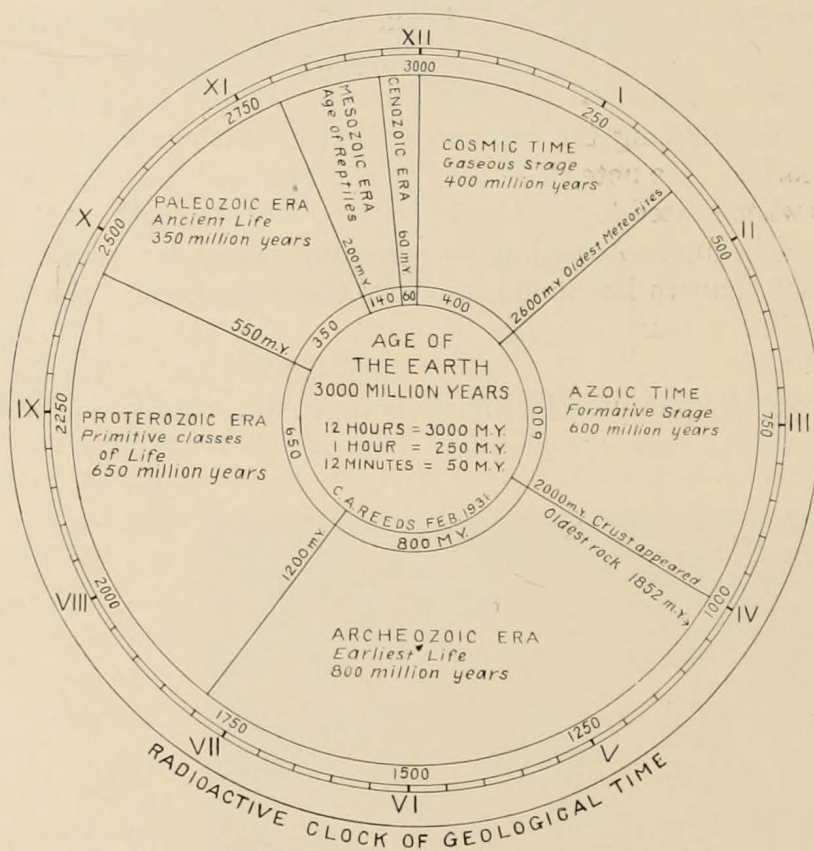 XII
I
II
III
IV
V
VI
VII
VIII
IX
X
XI
3000
250
500
750
1000
1250
1500
1750
2000
2250
2500
2750
COSMIC TIME
Gaseous Stage
400 million years
2600 M.Y. Oldest Meteorites
AZOIC TIME
Formative Stage
600 million years
2000 M.Y. Crust appeared
Oldest rock 1852 M.Y.
ARCHEOZOIC ERA
Earliest Life
800 million years
1200 M.Y.
PROTEROZOIC ERA
Primitive classes
of Life
650 million years
550 M.Y.
PALEOZOIC ERA
Ancient Life
350 million years
MESOZOIC ERA
Age of Reptiles
200 M.Y.
CENOZOIC ERA
60 M.Y.
400
600
800 M.Y.
650
350
140
60
AGE OF
THE EARTH
3000 MILLION YEARS
12 HOURS = 3000 M.Y.
1 HOUR = 250 M.Y.
12 MINUTES = 50 M.Y.
C.A.REEDS FEB. 1931
RADIOACTIVE CLOCK OF GEOLOGICAL TIME